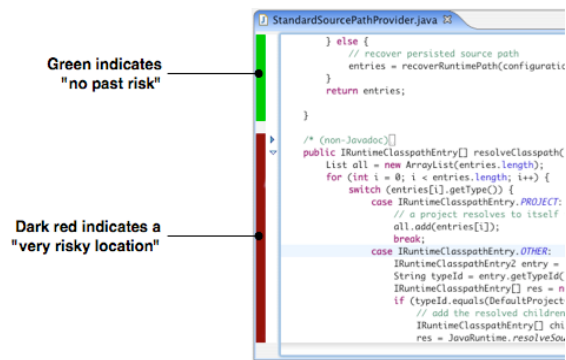 StandardSourcePathProvider.java
} else {
// recover persisted source path
entries = recoverRuntimePath(configuratio
}
return entries;
}
Green indicates
"no past risk"
/* (non-Javadoc)
public IRuntimeClasspathEntry[] resolveClasspath(
List all = new ArrayList(entries.length);
for (int i = 0; i < entries.length; i++) {
switch (entries[i].getType()) {
case IRuntimeClasspathEntry.PROJECT:
// a project resolves to itself
all.add(entries[i]);
break;
case IRuntimeClasspathEntry.OTHER:
IRuntimeClasspathEntry2 entry =
String typeId = entry.getTypeId(
IRuntimeClasspathEntry[] res = n
if (typeId.equals(DefaultProject
// add the resolved children
IRuntimeClasspathEntry[] chi
res = JavaRuntime.resolveSou
Dark red indicates a
"very risky location"